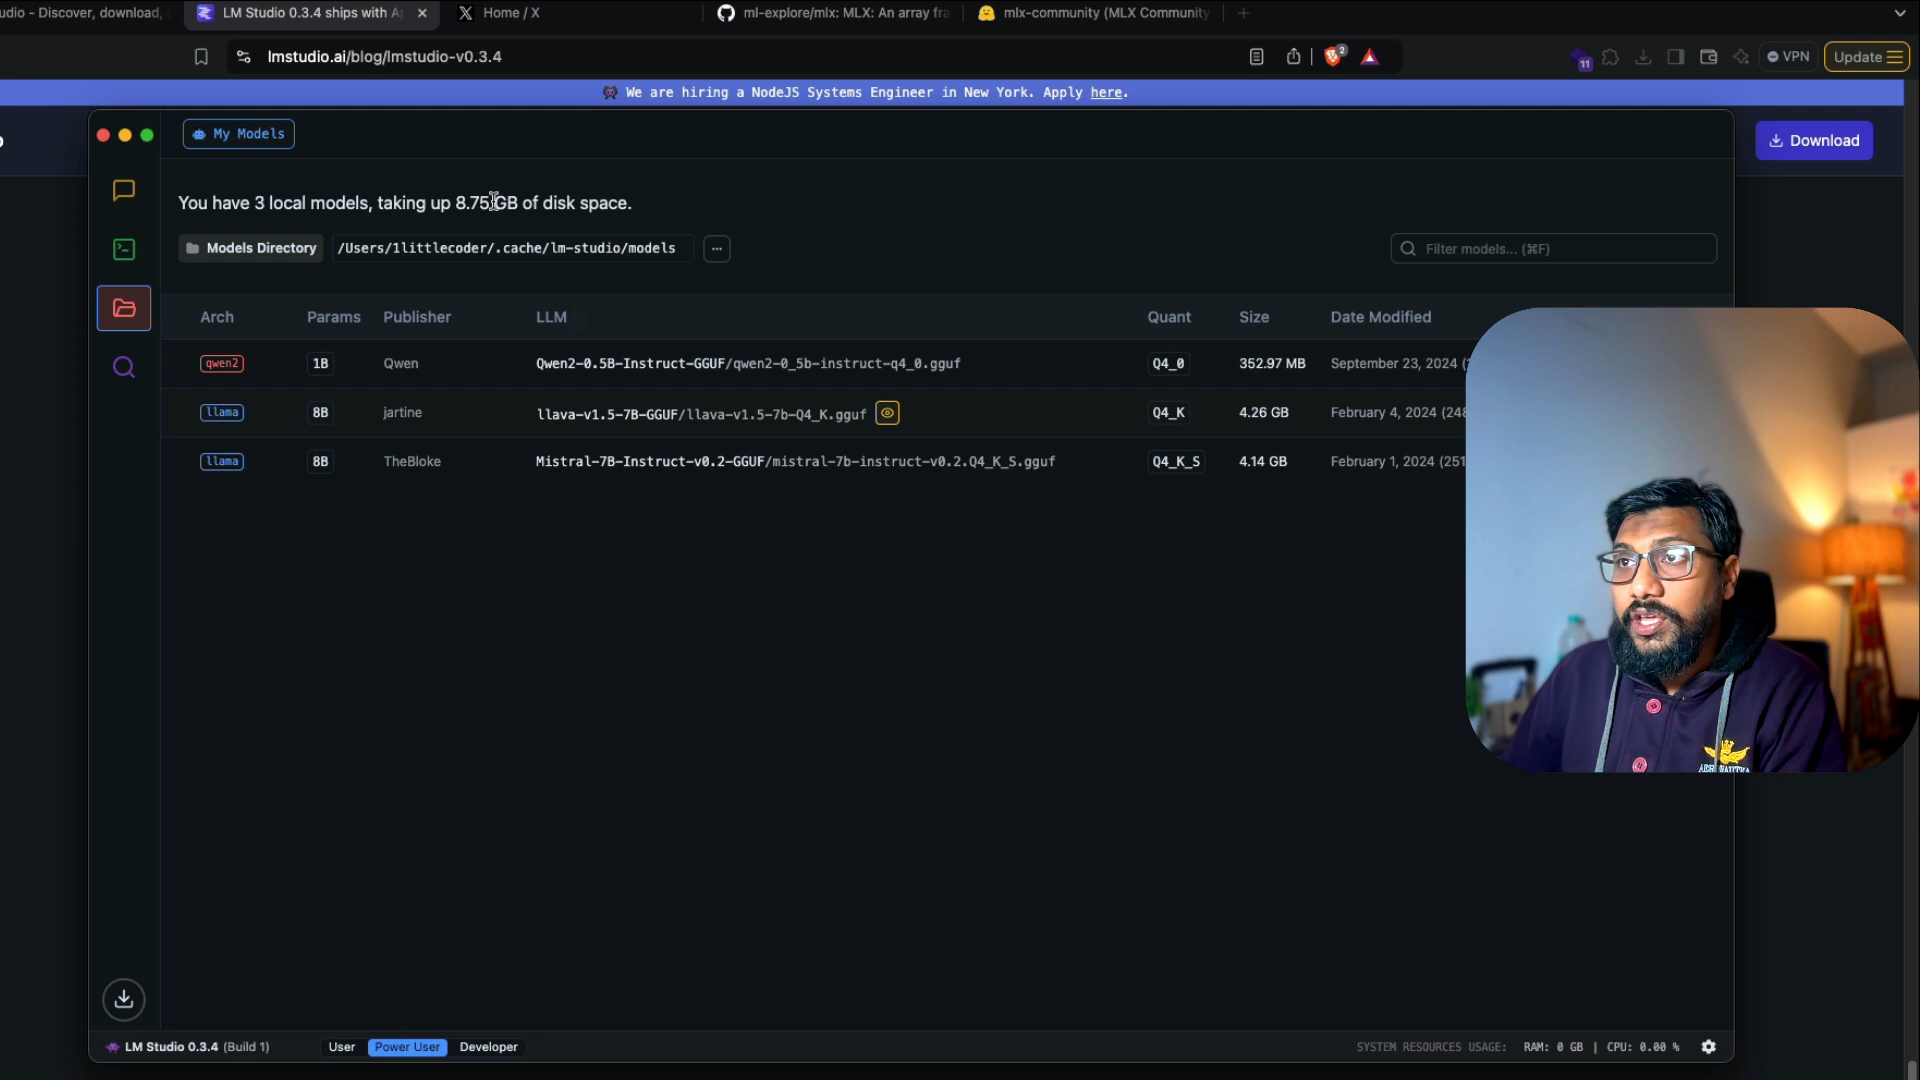 udio - Discover, download,
LM Studio 0.3.4 ships with A
Home / X
ml-explore/mlx: MLX: An array fra
mlx-community (MLX Community
lmstudio.ai/blog/lmstudio-v0.3.4
2
11
VPN
Update
We are hiring a NodeJS Systems Engineer in New York. Apply here.
My Models
Download
You have 3 local models, taking up 8.75 GB of disk space.
Models Directory /Users/1littlecoder/.cache/lm-studio/models ...
Filter models... (⌘F)
Arch Params Publisher LLM Quant Size Date Modified
qwen2 1B Qwen Qwen2-0.5B-Instruct-GGUF/qwen2-0_5b-instruct-q4_0.gguf Q4_0 352.97 MB September 23, 2024 (
llama 8B jartine llava-v1.5-7B-GGUF/llava-v1.5-7b-Q4_K.gguf Q4_K 4.26 GB February 4, 2024 (248
llama 8B TheBloke Mistral-7B-Instruct-v0.2-GGUF/mistral-7b-instruct-v0.2.Q4_K_S.gguf Q4_K_S 4.14 GB February 1, 2024 (251
LM Studio 0.3.4 (Build 1)
User Power User Developer
SYSTEM RESOURCES USAGE: RAM: 0 GB | CPU: 0.00 %